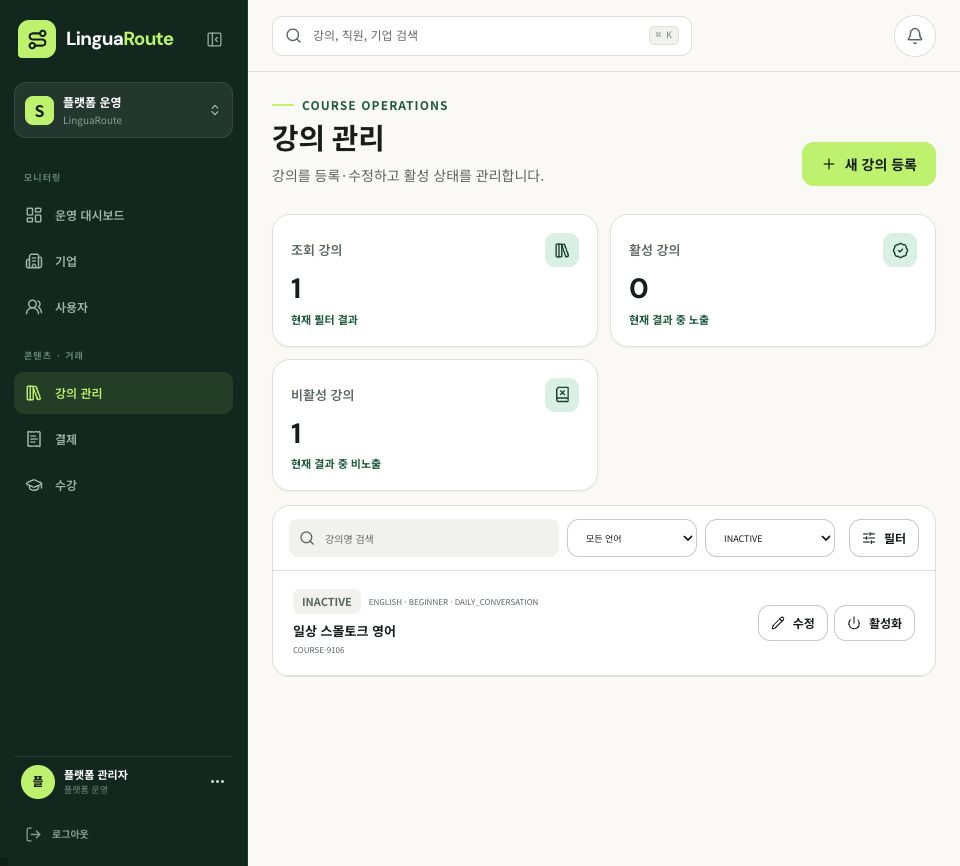 LinguaRoute
강의, 직원, 기업 검색
⌘ K
S
플랫폼 운영
LinguaRoute
모니터링
운영 대시보드
기업
사용자
콘텐츠 · 거래
강의 관리
결제
수강
플
플랫폼 관리자
플랫폼 운영
로그아웃
COURSE OPERATIONS
강의 관리
강의를 등록·수정하고 활성 상태를 관리합니다.
새 강의 등록
조회 강의
1
현재 필터 결과
활성 강의
0
현재 결과 중 노출
비활성 강의
1
현재 결과 중 비노출
강의명 검색
모든 언어
INACTIVE
필터
INACTIVE
ENGLISH · BEGINNER · DAILY_CONVERSATION
일상 스몰토크 영어
COURSE-9106
수정
활성화